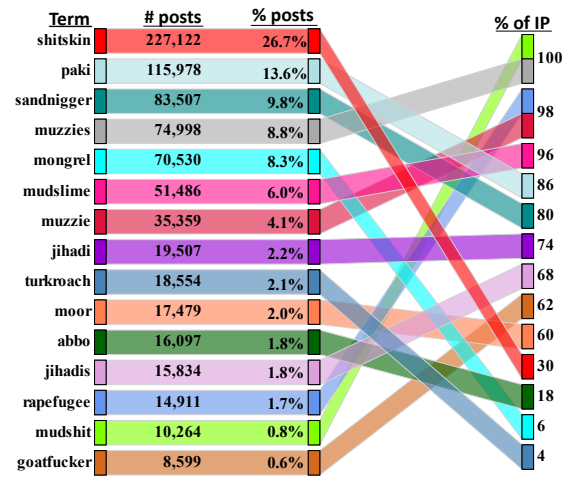 Term # posts % posts % of IP
shitskin 227,122 26.7%
paki 115,978 13.6%
sandnigger 83,507 9.8%
muzzies 74,998 8.8%
mongrel 70,530 8.3%
mudslime 51,486 6.0%
muzzie 35,359 4.1%
jihadi 19,507 2.2%
turkroach 18,554 2.1%
moor 17,479 2.0%
abbo 16,097 1.8%
jihadis 15,834 1.8%
rapefugee 14,911 1.7%
mudshit 10,264 0.8%
goatfucker 8,599 0.6%
100
98
96
86
80
74
68
62
60
30
18
6
4